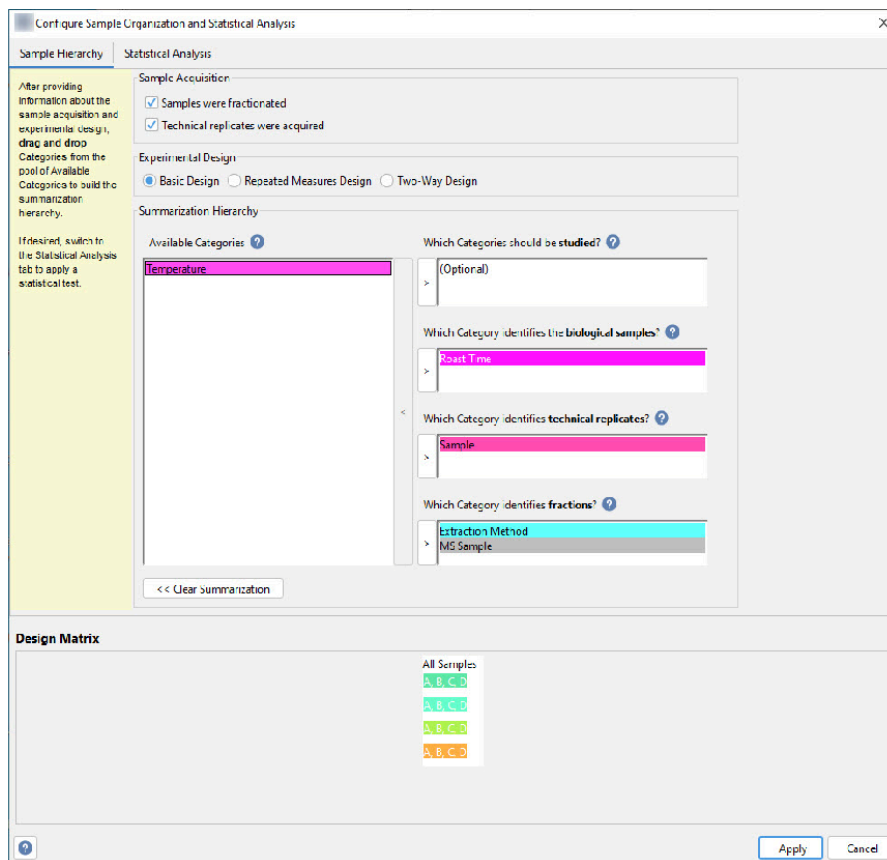 Configure Sample Organization and Statistical Analysis
Sample Hierarchy
Statistical Analysis
After providing
information about the
sample acquisition and
experimental design,
drag and drop
Categories from the
pool of Available
Categories to build the
summarization
hierarchy.
If desired, switch to
the Statistical Analysis
tab to apply a
statistical test.
Sample Acquisition
Samples were fractionated
Technical replicates were acquired
Experimental Design
Basic Design
Repeated Measures Design
Two-Way Design
Summarization Hierarchy
Available Categories ?
Temperature
<< Clear Summarization
<
Which Categories should be studied? ?
>
(Optional)
Which Category identifies the biological samples? ?
>
Roast Time
Which Category identifies technical replicates? ?
>
Sample
Which Category identifies fractions? ?
>
Extraction Method
MS Sample
Design Matrix
All Samples
A, B, C, D
A, B, C, D
A, B, C, D
A, B, C, D
?
Apply
Cancel